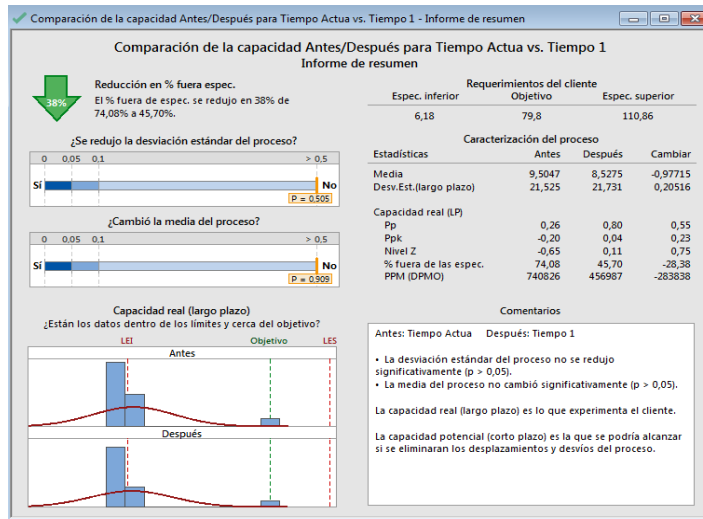 Comparación de la capacidad Antes/Después para Tiempo Actua vs. Tiempo 1 - Informe de resumen
Comparación de la capacidad Antes/Después para Tiempo Actua vs. Tiempo 1
Informe de resumen
38%
Reducción en % fuera espec.
El % fuera de espec. se redujo en 38% de
74,08% a 45,70%.
¿Se redujo la desviación estándar del proceso?
0 0,05 0,1 > 0,5
Sí No
P = 0,505
¿Cambió la media del proceso?
0 0,05 0,1 > 0,5
Sí No
P = 0,909
Capacidad real (largo plazo)
¿Están los datos dentro de los límites y cerca del objetivo?
LEI Objetivo LES
Antes
Después
Requerimientos del cliente
Espec. inferior Objetivo Espec. superior
6,18 79,8 110,86
Caracterización del proceso
Estadísticas Antes Después Cambiar
Media 9,5047 8,5275 -0,97715
Desv.Est.(largo plazo) 21,525 21,731 0,20516
Capacidad real (LP)
Pp 0,26 0,80 0,55
Ppk -0,20 0,04 0,23
Nivel Z -0,65 0,11 0,75
% fuera de las espec. 74,08 45,70 -28,38
PPM (DPMO) 740826 456987 -283838
Comentarios
Antes: Tiempo Actua Después: Tiempo 1
• La desviación estándar del proceso no se redujo
significativamente (p > 0,05).
• La media del proceso no cambió significativamente (p > 0,05).
La capacidad real (largo plazo) es lo que experimenta el cliente.
La capacidad potencial (corto plazo) es la que se podría alcanzar
si se eliminaran los desplazamientos y desvíos del proceso.